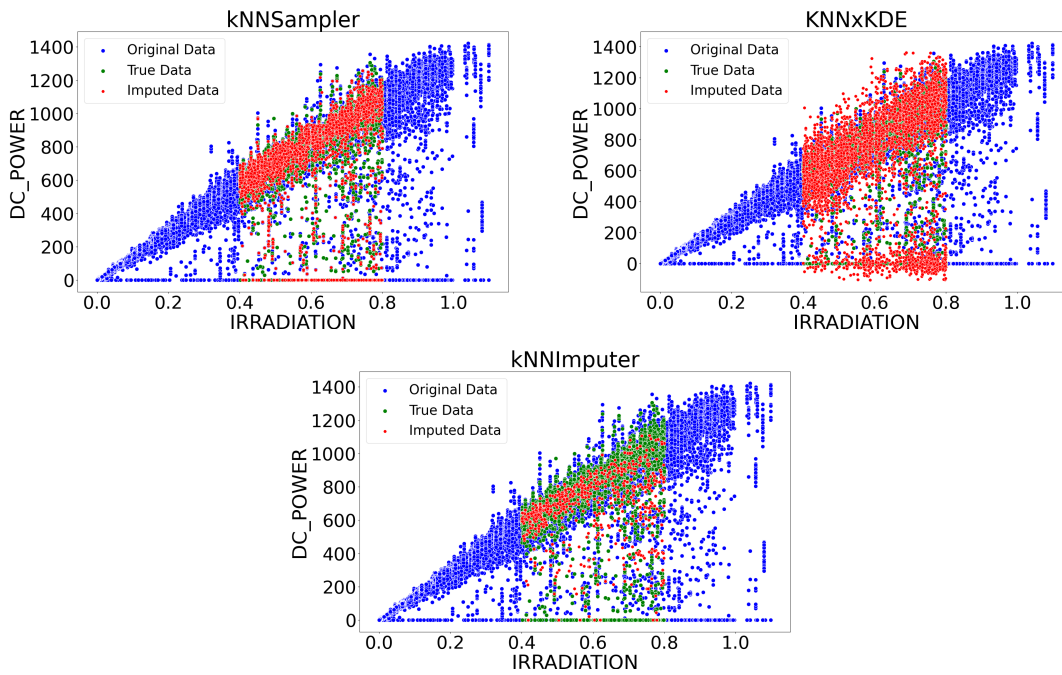 kNNSampler
1400
1200
1000
800
600
400
200
0
DC_POWER
Original Data
True Data
Imputed Data
0.0 0.2 0.4 0.6 0.8 1.0
IRRADIATION
KNNxKDE
1400
1200
1000
800
600
400
200
0
DC_POWER
Original Data
True Data
Imputed Data
0.0 0.2 0.4 0.6 0.8 1.0
IRRADIATION
kNNImputer
1400
1200
1000
800
600
400
200
0
DC_POWER
Original Data
True Data
Imputed Data
0.0 0.2 0.4 0.6 0.8 1.0
IRRADIATION